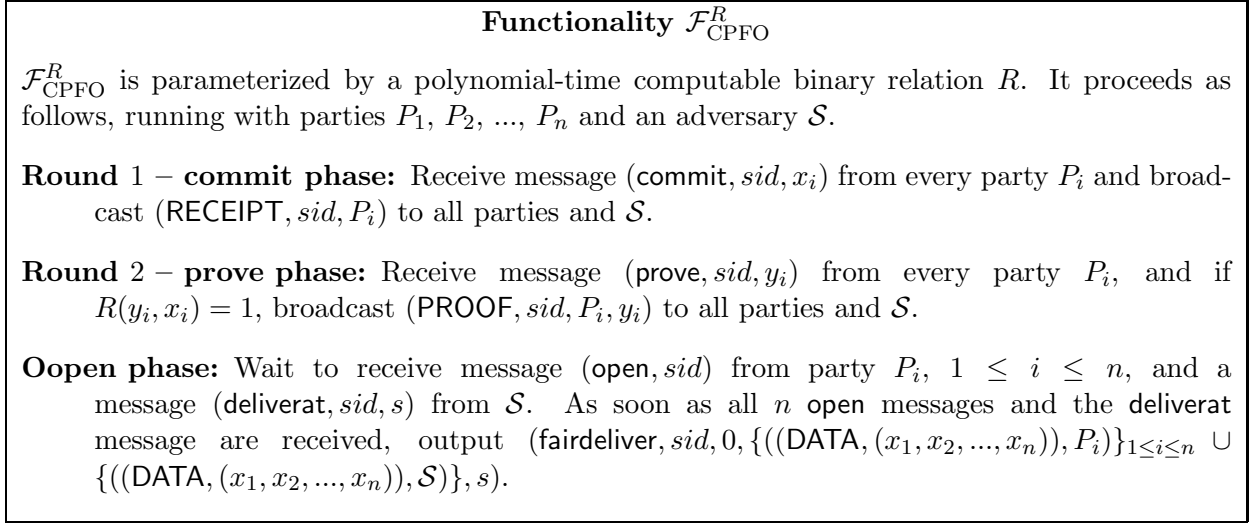 Functionality $\mathcal{F}_{\text{CPFO}}^{R}$
$\mathcal{F}_{\text{CPFO}}^{R}$ is parameterized by a polynomial-time computable binary relation $R$. It proceeds as
follows, running with parties $P_1$, $P_2$, ..., $P_n$ and an adversary $\mathcal{S}$.
Round 1 – commit phase: Receive message (commit, $sid$, $x_i$) from every party $P_i$ and broad-
cast (RECEIPT, $sid$, $P_i$) to all parties and $\mathcal{S}$.
Round 2 – prove phase: Receive message (prove, $sid$, $y_i$) from every party $P_i$, and if
$R(y_i, x_i) = 1$, broadcast (PROOF, $sid$, $P_i$, $y_i$) to all parties and $\mathcal{S}$.
Oopen phase: Wait to receive message (open, $sid$) from party $P_i$, $1 \leq i \leq n$, and a
message (deliverat, $sid$, $s$) from $\mathcal{S}$. As soon as all $n$ open messages and the deliverat
message are received, output (fairdeliver, $sid$, 0, $\{((\text{DATA}, (x_1, x_2, ..., x_n)), P_i)\}_{1 \leq i \leq n}$ $\cup$
$\{((\text{DATA}, (x_1, x_2, ..., x_n)), \mathcal{S})\}, s)$.